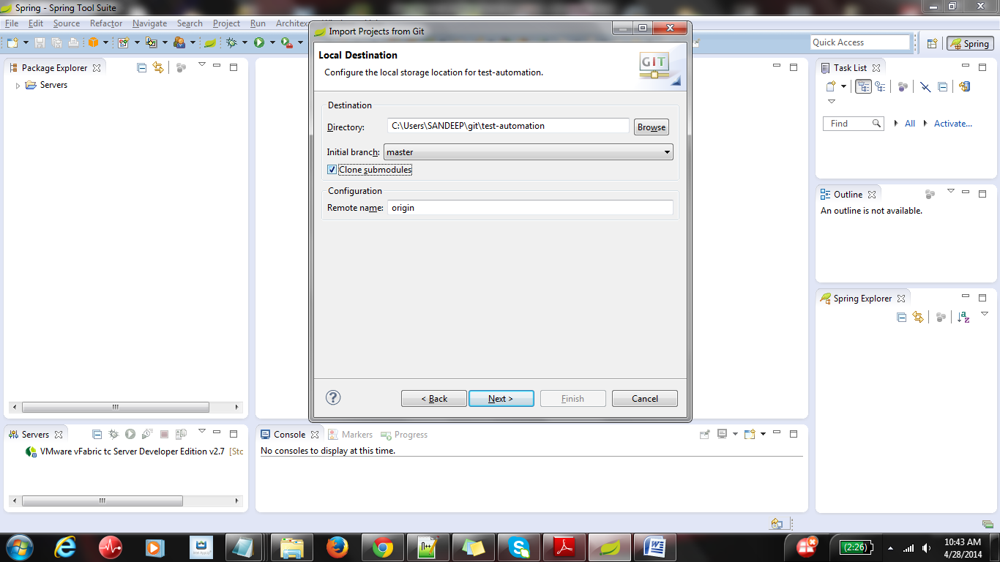 Spring - Spring Tool Suite
File Edit Source Refactor Navigate Search Project Run
Quick Access
Spring
Import Projects from Git
Local Destination
Configure the local storage location for test-automation.
GIT
Destination
Directory: C:\Users\SANDEEP\git\test-automation Browse
Initial branch: master
Clone submodules
Configuration
Remote name: origin
< Back Next > Finish Cancel
Package Explorer
Servers
Task List
Find All Activate...
Outline
An outline is not available.
Spring Explorer
Servers
VMware vFabric tc Server Developer Edition v2.7
Console Markers Progress
No consoles to display at this time.
(2:26)
10:43 AM
4/28/2014